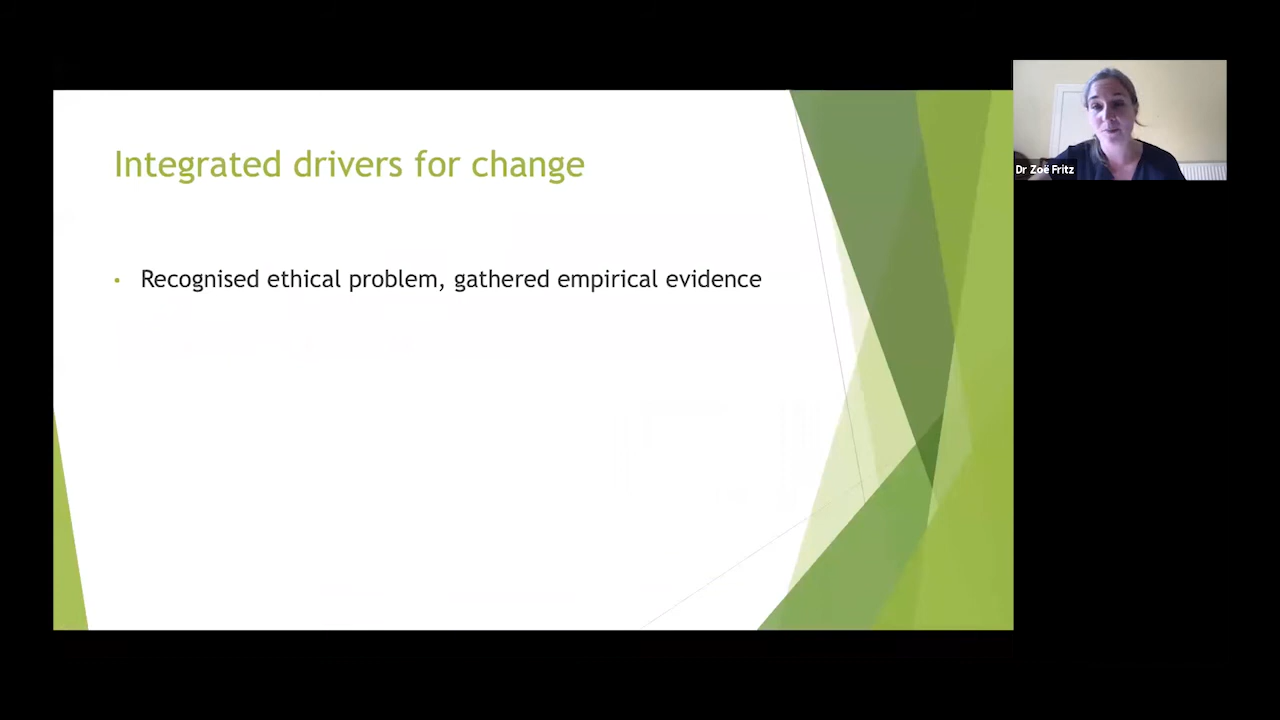 Integrated drivers for change
Recognised ethical problem, gathered empirical evidence
Dr Zoë Fritz